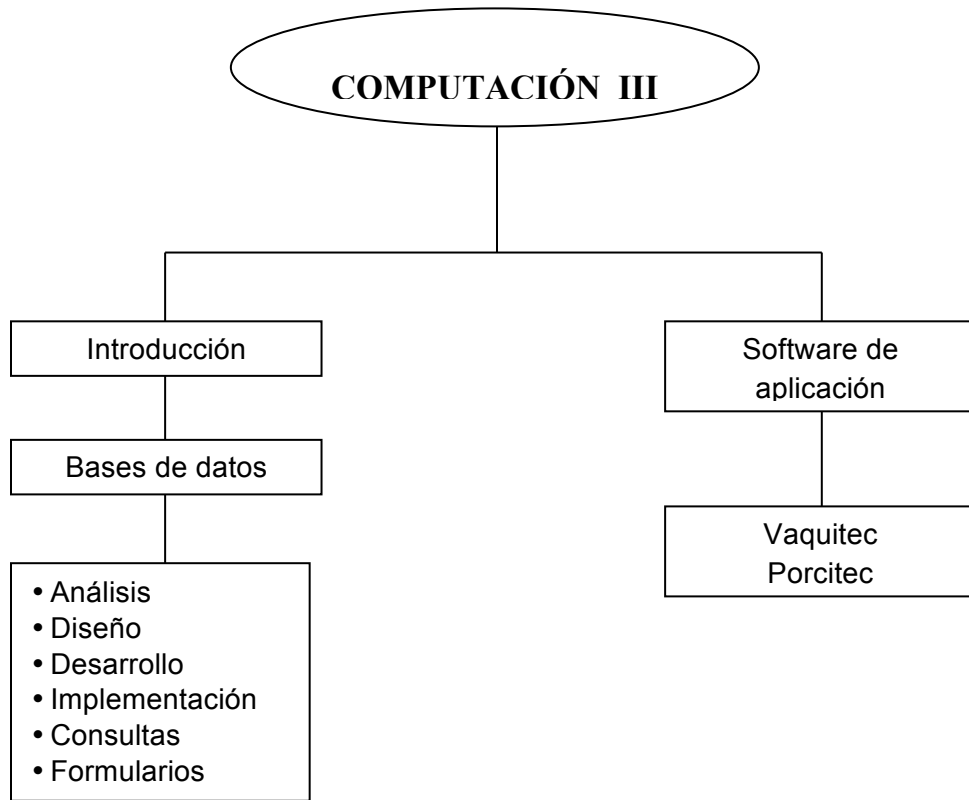 COMPUTACIÓN III
Introducción
Bases de datos
• Análisis
• Diseño
• Desarrollo
• Implementación
• Consultas
• Formularios
Software de
aplicación
Vaquitec
Porcitec